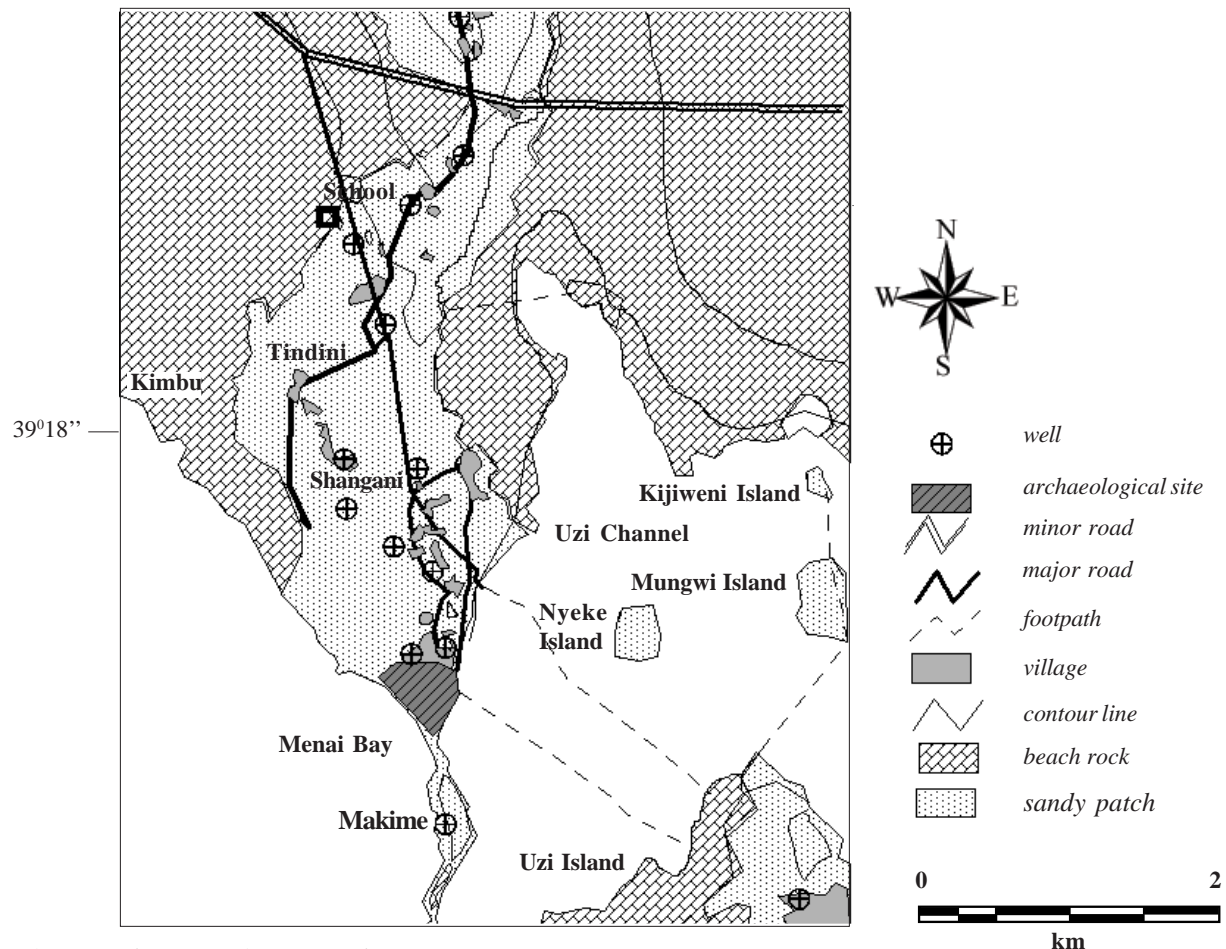 School
N
W
E
S
Tindini
Kimbu
39⁰18’’
well
Shangani
Kijiweni Island
archaeological site
Uzi Channel
minor road
Mungwi Island
major road
Nyeke
Island
footpath
village
contour line
Menai Bay
beach rock
sandy patch
Makime
Uzi Island
0
2
km